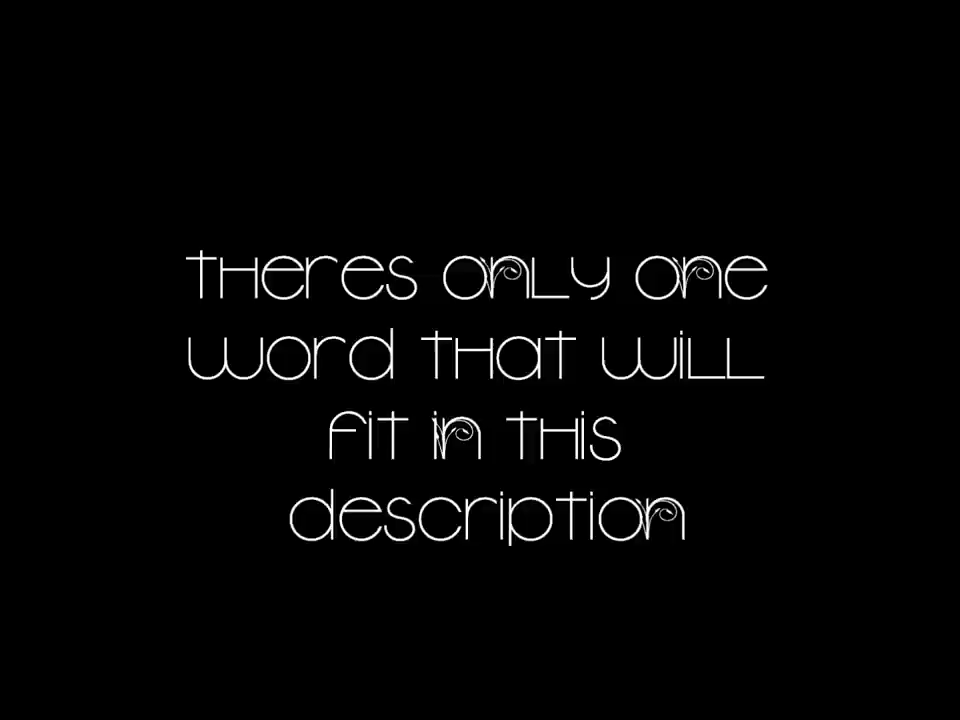 THERES ONLY ONE
WORD THAT WILL
FIT IN THIS
DESCRIPTION